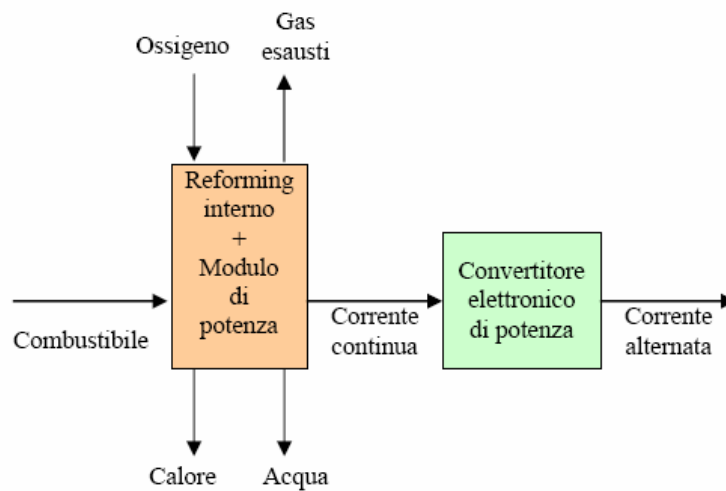 Ossigeno
Gas
esausti
Reforming
interno
+
Modulo
di
potenza
Combustibile
Corrente
continua
Convertitore
elettronico
di potenza
Corrente
alternata
Calore
Acqua